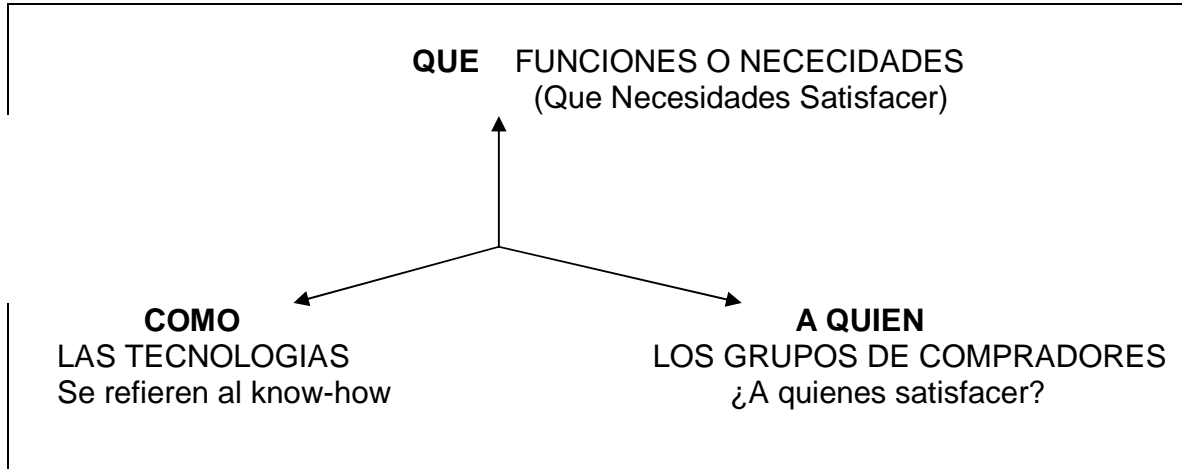 QUE FUNCIONES O NECECIDADES
(Que Necesidades Satisfacer)
COMO
LAS TECNOLOGIAS
Se refieren al know-how
A QUIEN
LOS GRUPOS DE COMPRADORES
¿A quienes satisfacer?